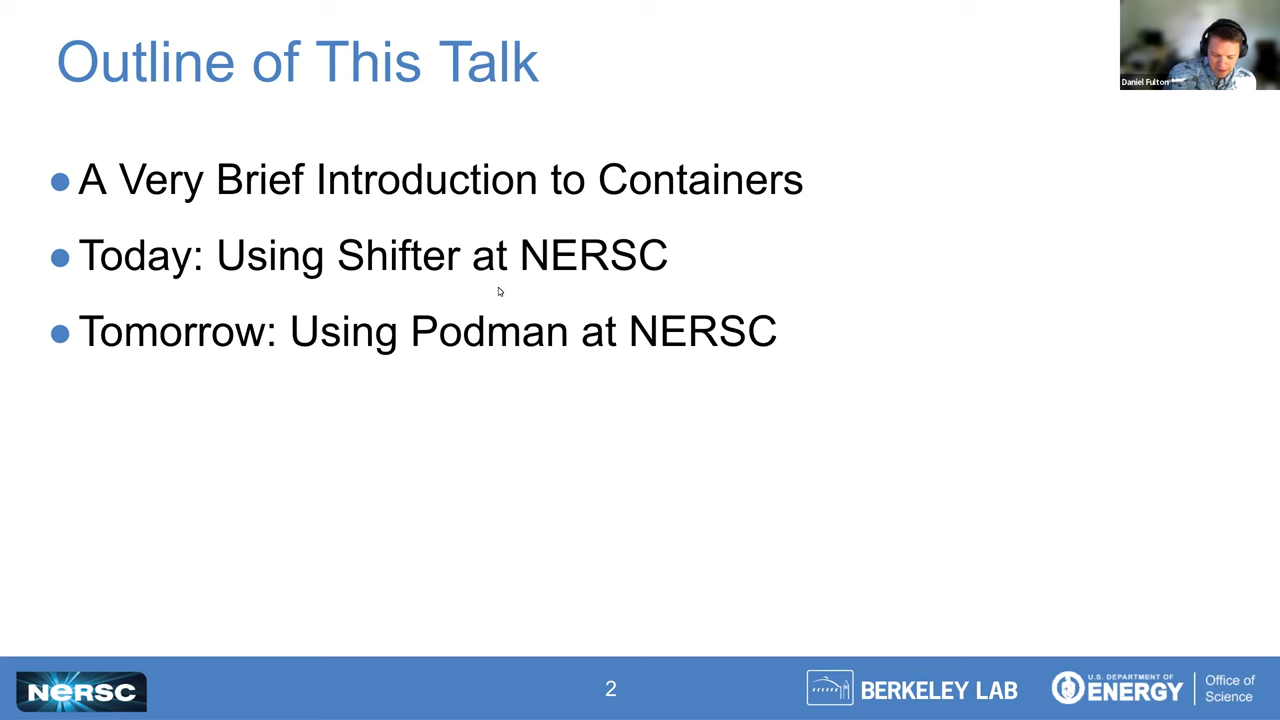 Outline of This Talk
Daniel Fulton
● A Very Brief Introduction to Containers
● Today: Using Shifter at NERSC
● Tomorrow: Using Podman at NERSC
NERSC
2
BERKELEY LAB
U.S. DEPARTMENT OF
ENERGY
Office of
Science